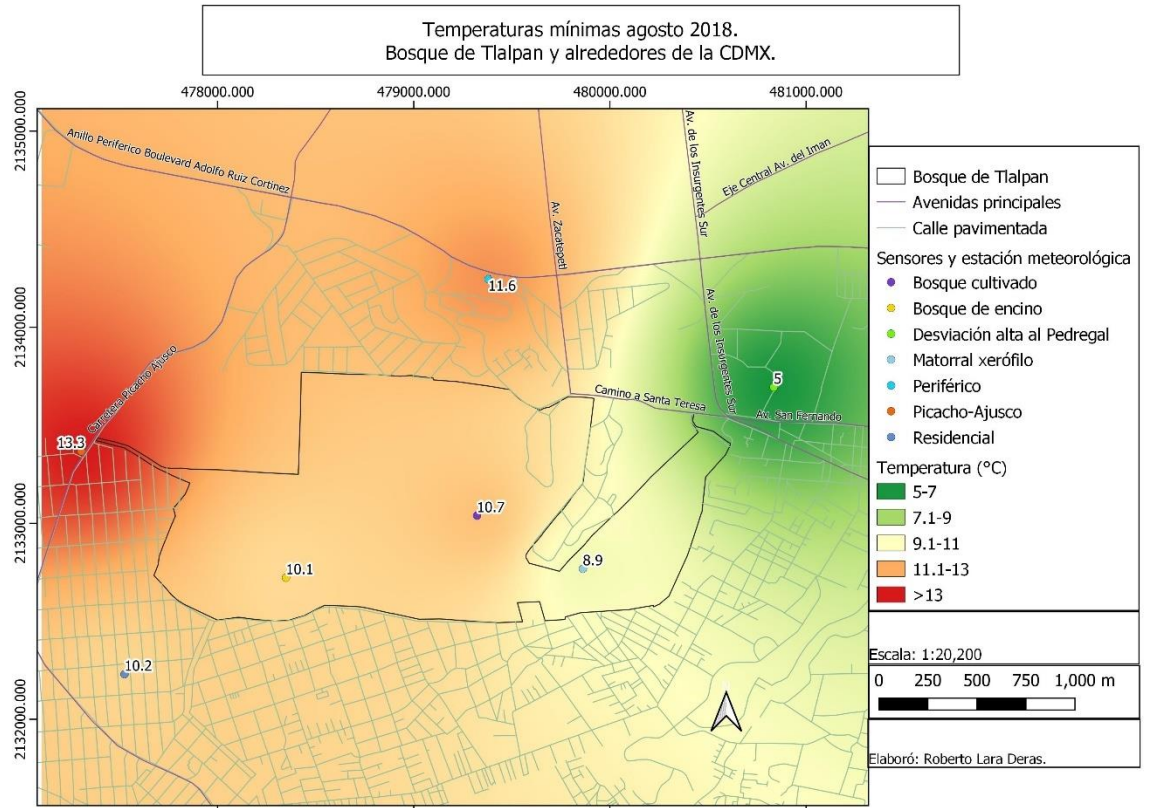 Temperaturas mínimas agosto 2018.
Bosque de Tlalpan y alrededores de la CDMX.
478000.000
479000.000
480000.000
481000.000
2135000.000
2134000.000
2133000.000
2132000.000
Anillo Periferico Boulevard Adolfo Ruiz Cortinez
Av. de los Insurgentes Sur
Eje Central Av. del Iman
Av. Zacatepetl
11.6
Av. de los Insurgentes Sur
Carretera Picacho Ajusco
5
Camino a Santa Teresa
Av. San Fernando
13.3
10.7
10.1
8.9
10.2
Bosque de Tlalpan
Avenidas principales
Calle pavimentada
Sensores y estación meteorológica
Bosque cultivado
Bosque de encino
Desviación alta al Pedregal
Matorral xerófilo
Periférico
Picacho-Ajusco
Residencial
Temperatura (°C)
5-7
7.1-9
9.1-11
11.1-13
>13
Escala: 1:20,200
0 250 500 750 1,000 m
Elaboró: Roberto Lara Deras.